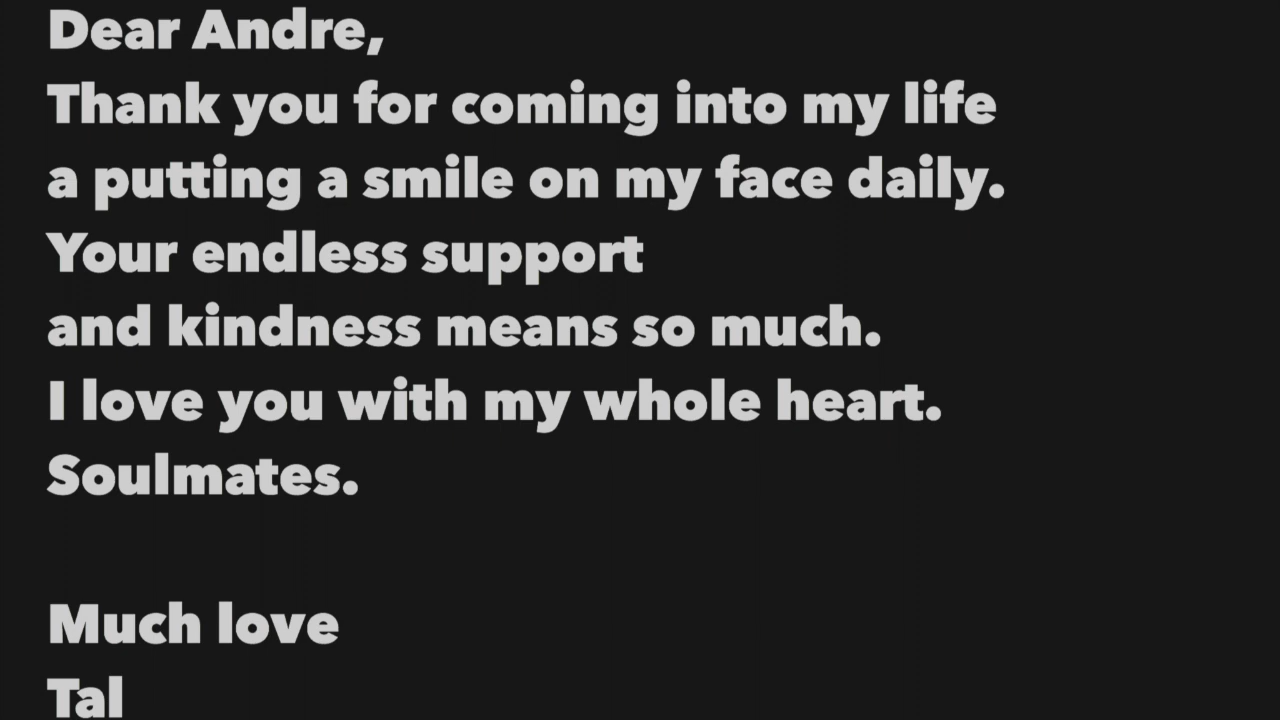 Dear Andre,
Thank you for coming into my life
a putting a smile on my face daily.
Your endless support
and kindness means so much.
I love you with my whole heart.
Soulmates.
Much love
Tal